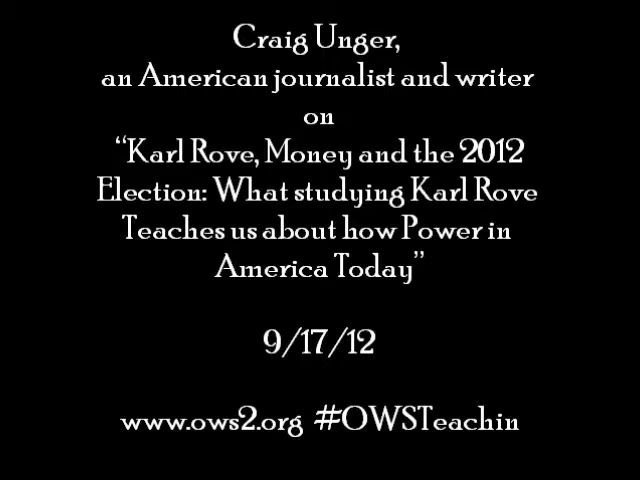 Craig Unger,
an American journalist and writer
on
“Karl Rove, Money and the 2012
Election: What studying Karl Rove
Teaches us about how Power in
America Today”
9/17/12
www.ows2.org #OWSTeachin